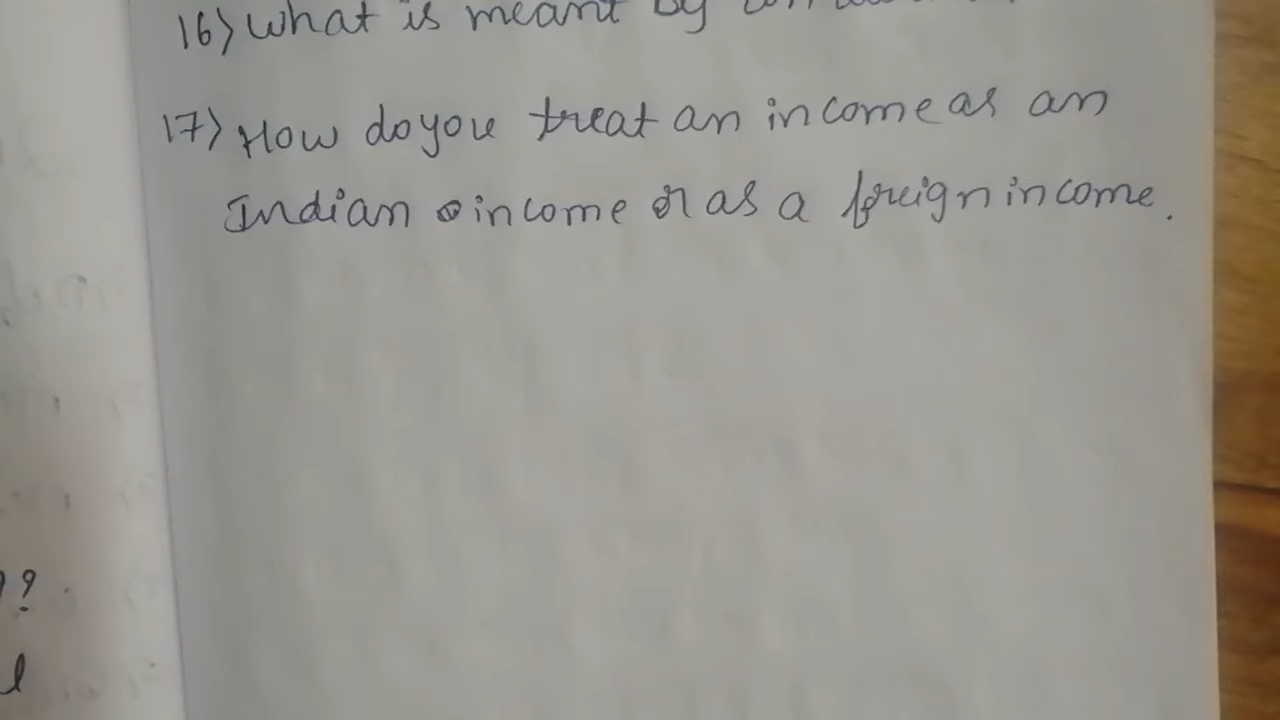 16) What is meant by
17) How do you treat an income as an
Indian income or as a foreign income.
?
l